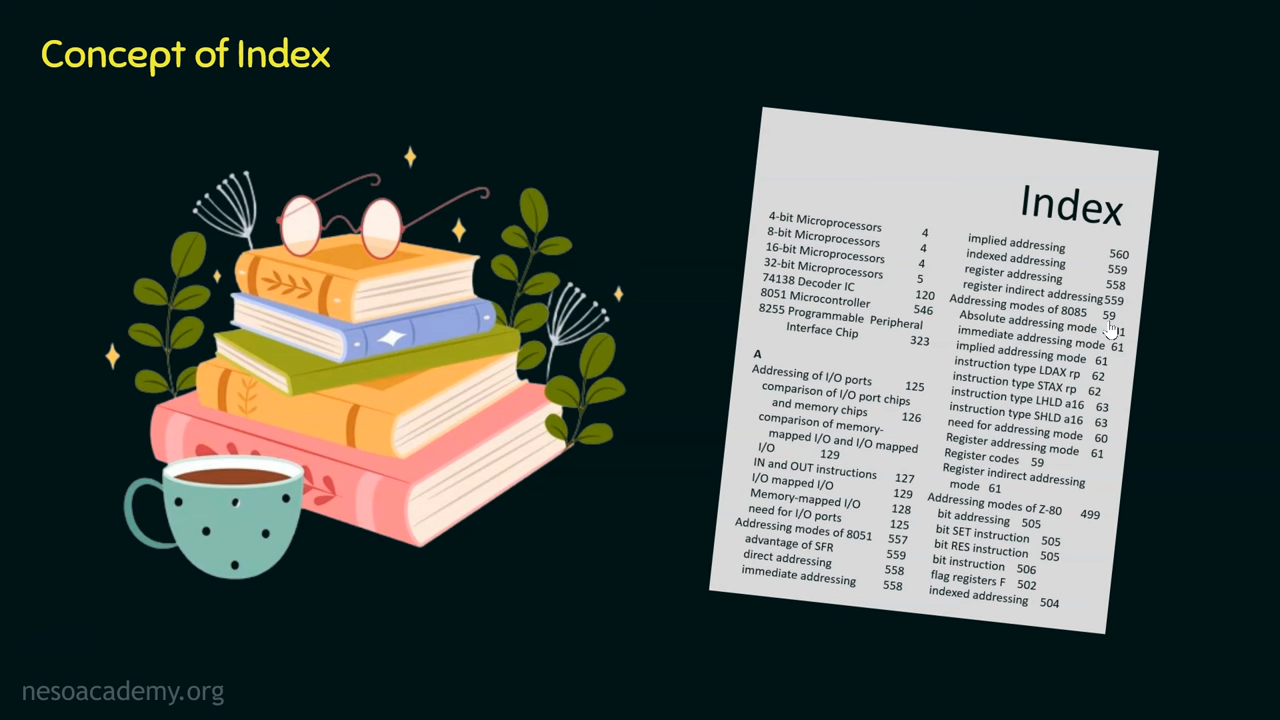 Concept of Index
Index
4-bit Microprocessors 4
8-bit Microprocessors 4
16-bit Microprocessors 4
32-bit Microprocessors 5
74138 Decoder IC 120
8051 Microcontroller 546
8255 Programmable Peripheral
Interface Chip 323
A
Addressing of I/O ports 125
comparison of I/O port chips
and memory chips 126
comparison of memory-
mapped I/O and I/O mapped
I/O 129
IN and OUT instructions 127
I/O mapped I/O 129
Memory-mapped I/O 128
need for I/O ports 125
Addressing modes of 8051 557
advantage of SFR 559
direct addressing 558
immediate addressing 558
implied addressing 560
indexed addressing 559
register addressing 558
register indirect addressing 559
Addressing modes of 8085 59
Absolute addressing mode
immediate addressing mode 61
implied addressing mode 61
instruction type LDAX rp 62
instruction type STAX rp 62
instruction type LHLD a16 63
instruction type SHLD a16 63
need for addressing mode 60
Register addressing mode 61
Register codes 59
Register indirect addressing
mode 61
Addressing modes of Z-80 499
bit addressing 505
bit SET instruction 505
bit RES instruction 505
bit instruction 506
flag registers F 502
indexed addressing 504
nesoacademy.org